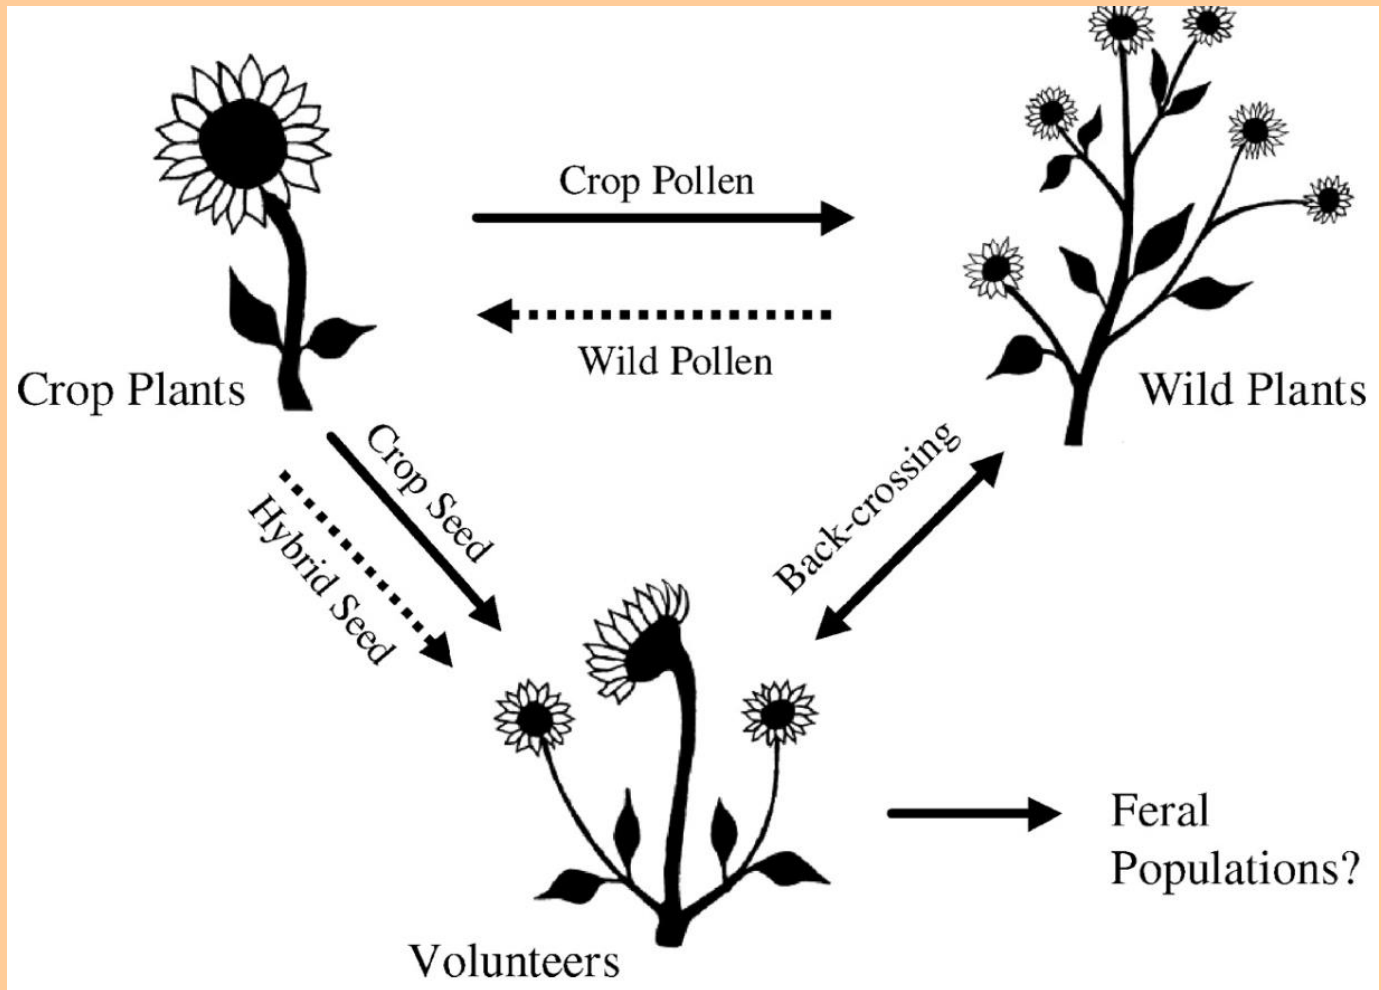 Crop Pollen
Wild Pollen
Crop Plants
Wild Plants
Crop Seed
Hybrid Seed
Back-crossing
Feral
Populations?
Volunteers